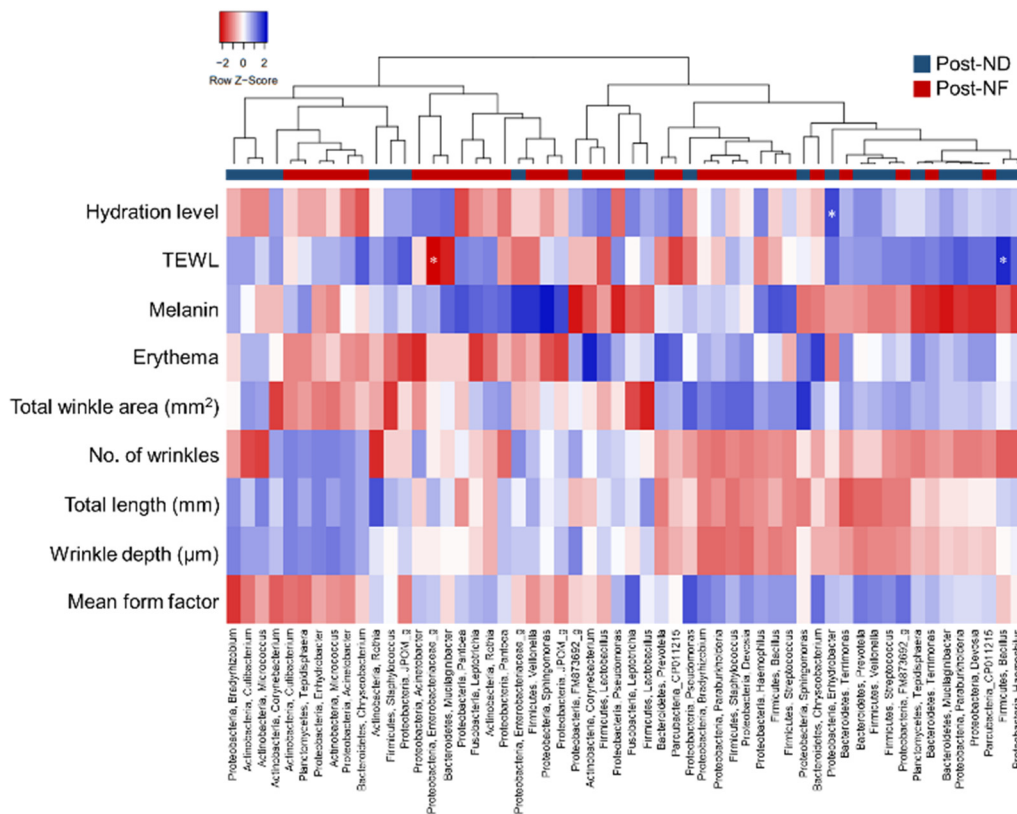 −2 0 2
Row Z-Score
Post-ND
Post-NF
Hydration level
*
TEWL
*
*
Melanin
Erythema
Total winkle area (mm²)
No. of wrinkles
Total length (mm)
Wrinkle depth (μm)
Mean form factor
Proteobacteria, Bradyrhizobium
Actinobacteria, Cutibacterium
Actinobacteria, Micrococcus
Actinobacteria, Corynebacterium
Actinobacteria, Cutibacterium
Planctomycetes, Tepidisphaera
Proteobacteria, Enhydrobacter
Actinobacteria, Micrococcus
Proteobacteria, Acinetobacter
Bacteroidetes, Chryseobacterium
Actinobacteria, Rothia
Firmicutes, Staphylococcus
Proteobacteria, JPOM_g
Proteobacteria, Acinetobacter
Proteobacteria, Enterobacteriaceae_g
Bacteroidetes, Mucilaginibacter
Proteobacteria, Pantoea
Fusobacteria, Leptotrichia
Actinobacteria, Rothia
Proteobacteria, Pantoea
Proteobacteria, Enterobacteriaceae_g
Firmicutes, Veillonella
Proteobacteria, Sphingomonas
Proteobacteria, JPOM_g
Proteobacteria, FM873692_g
Actinobacteria, Corynebacterium
Firmicutes, Lactobacillus
Proteobacteria, Pseudomonas
Fusobacteria, Leptotrichia
Firmicutes, Lactobacillus
Bacteroidetes, Prevotella
Parcubacteria, CP011215
Proteobacteria, Pseudomonas
Proteobacteria, Bradyrhizobium
Proteobacteria, Paraburkholderia
Firmicutes, Staphylococcus
Proteobacteria, Devosia
Proteobacteria, Haemophilus
Firmicutes, Bacillus
Firmicutes, Streptococcus
Proteobacteria, Sphingomonas
Bacteroidetes, Chryseobacterium
Proteobacteria, Enhydrobacter
Bacteroidetes, Terrimonas
Bacteroidetes, Prevotella
Firmicutes, Veillonella
Firmicutes, Streptococcus
Proteobacteria, FM873692_g
Planctomycetes, Tepidisphaera
Bacteroidetes, Terrimonas
Bacteroidetes, Mucilaginibacter
Proteobacteria, Paraburkholderia
Proteobacteria, Devosia
Parcubacteria, CP011215
Firmicutes, Bacillus
Proteobacteria, Haemophilus